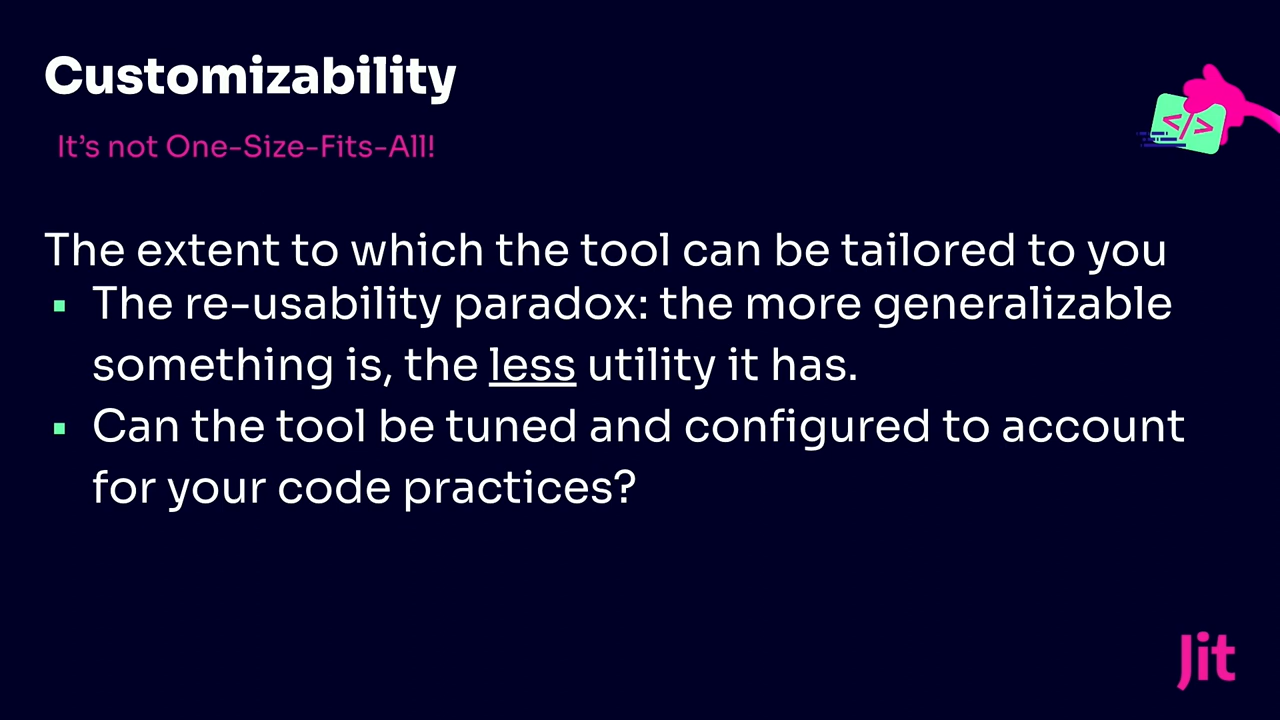 Customizability
It’s not One-Size-Fits-All!
</>
The extent to which the tool can be tailored to you
▪ The re-usability paradox: the more generalizable
something is, the less utility it has.
▪ Can the tool be tuned and configured to account
for your code practices?
Jit